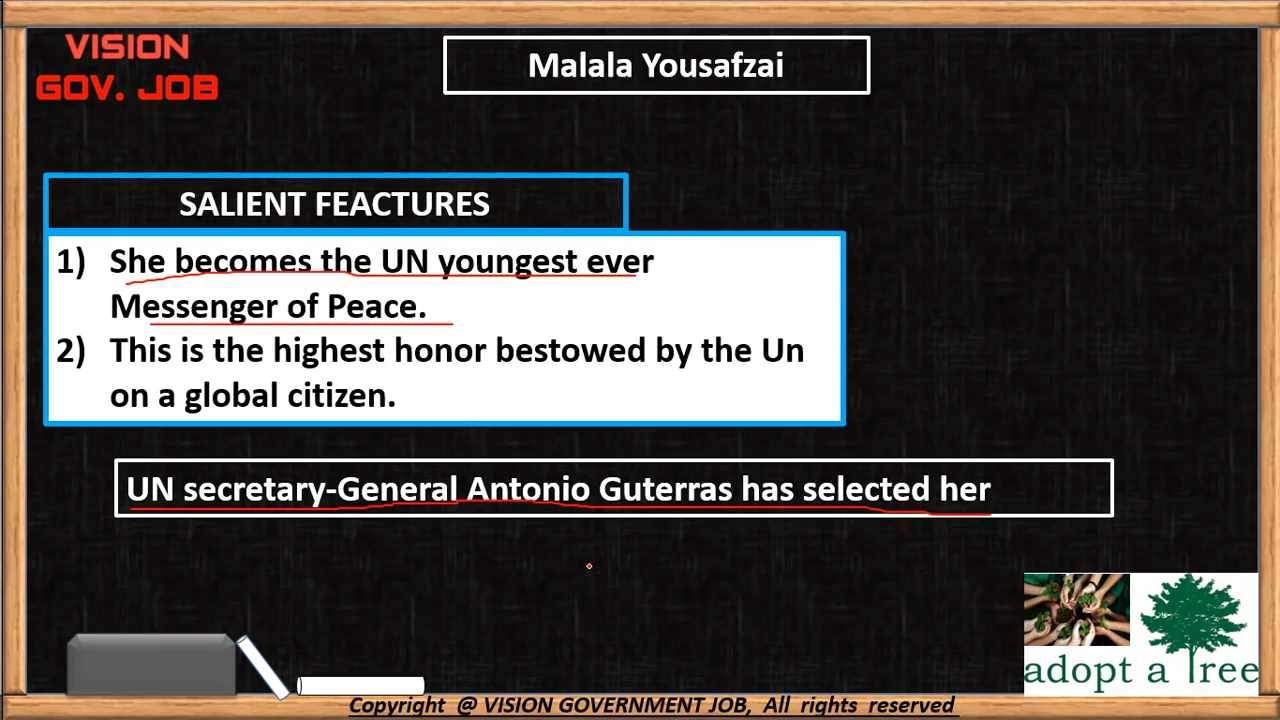 VISION
GOV. JOB
Malala Yousafzai
SALIENT FEACTURES
1) She becomes the UN youngest ever
Messenger of Peace.
2) This is the highest honor bestowed by the Un
on a global citizen.
UN secretary-General Antonio Guterras has selected her
adopt a Tree
Copyright @ VISION GOVERNMENT JOB, All rights reserved